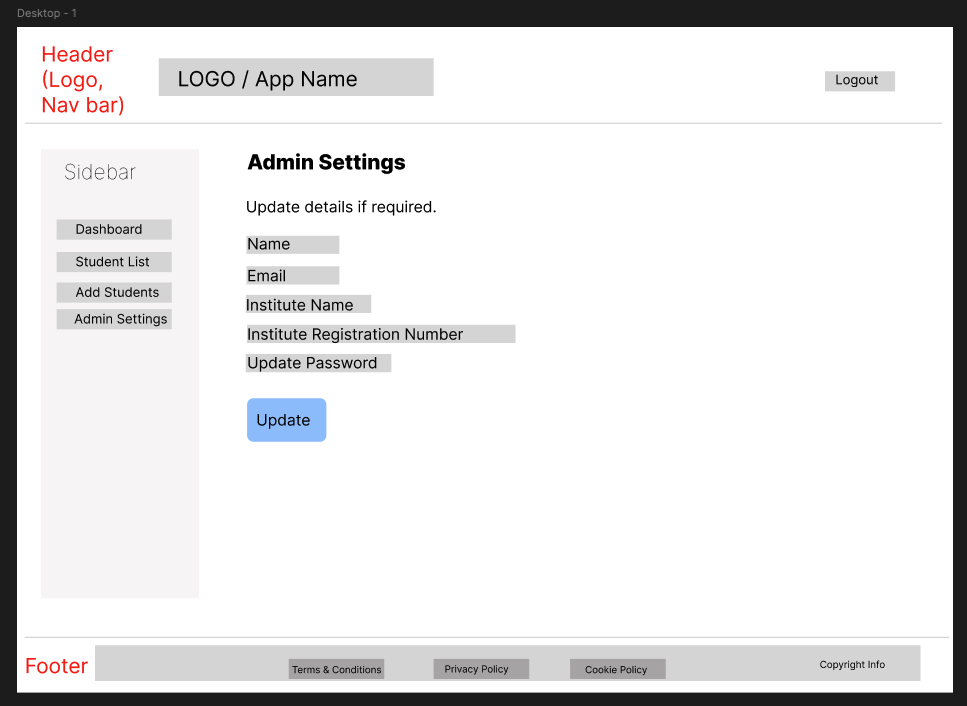 Desktop - 1
Header
(Logo,
Nav bar)
LOGO / App Name
Logout
Sidebar
Dashboard
Student List
Add Students
Admin Settings
Admin Settings
Update details if required.
Name
Email
Institute Name
Institute Registration Number
Update Password
Update
Footer
Terms & Conditions
Privacy Policy
Cookie Policy
Copyright Info